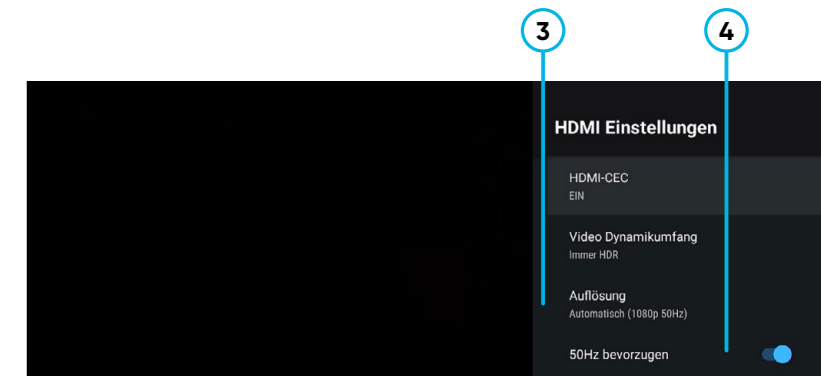 3 4
HDMI Einstellungen
HDMI-CEC
EIN
Video Dynamikumfang
Immer HDR
Auflösung
Automatisch (1080p 50Hz)
50Hz bevorzugen